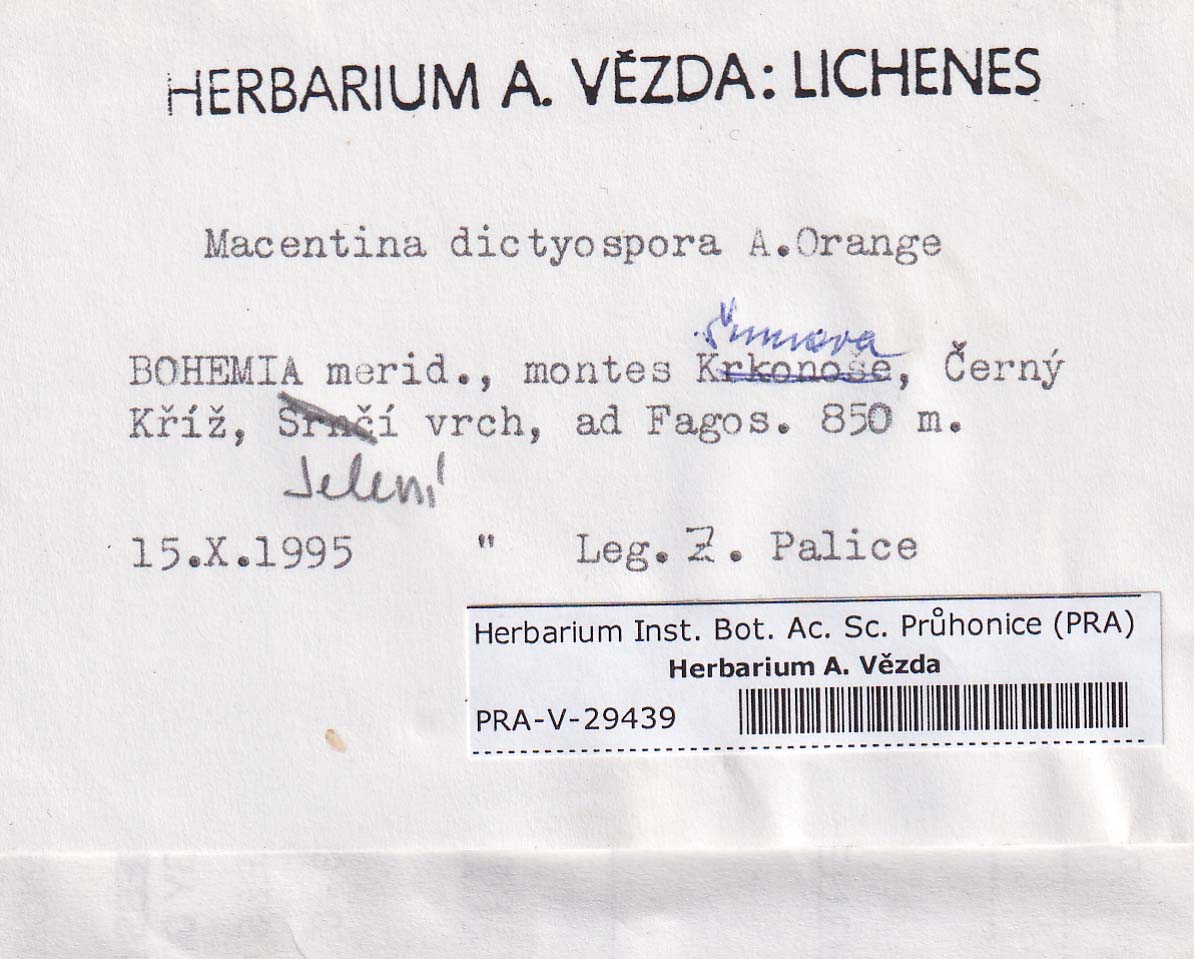 HERBARIUM A. VĚZDA: LICHENES
Macentina dictyospora A.Orange
Šumava
BOHEMIA merid., montes Krkonoše, Černý
Kříž, Srnčí vrch, ad Fagos. 850 m.
Jelení
15.X.1995 " Leg. Z. Palice
Herbarium Inst. Bot. Ac. Sc. Průhonice (PRA)
Herbarium A. Vězda
PRA-V-29439